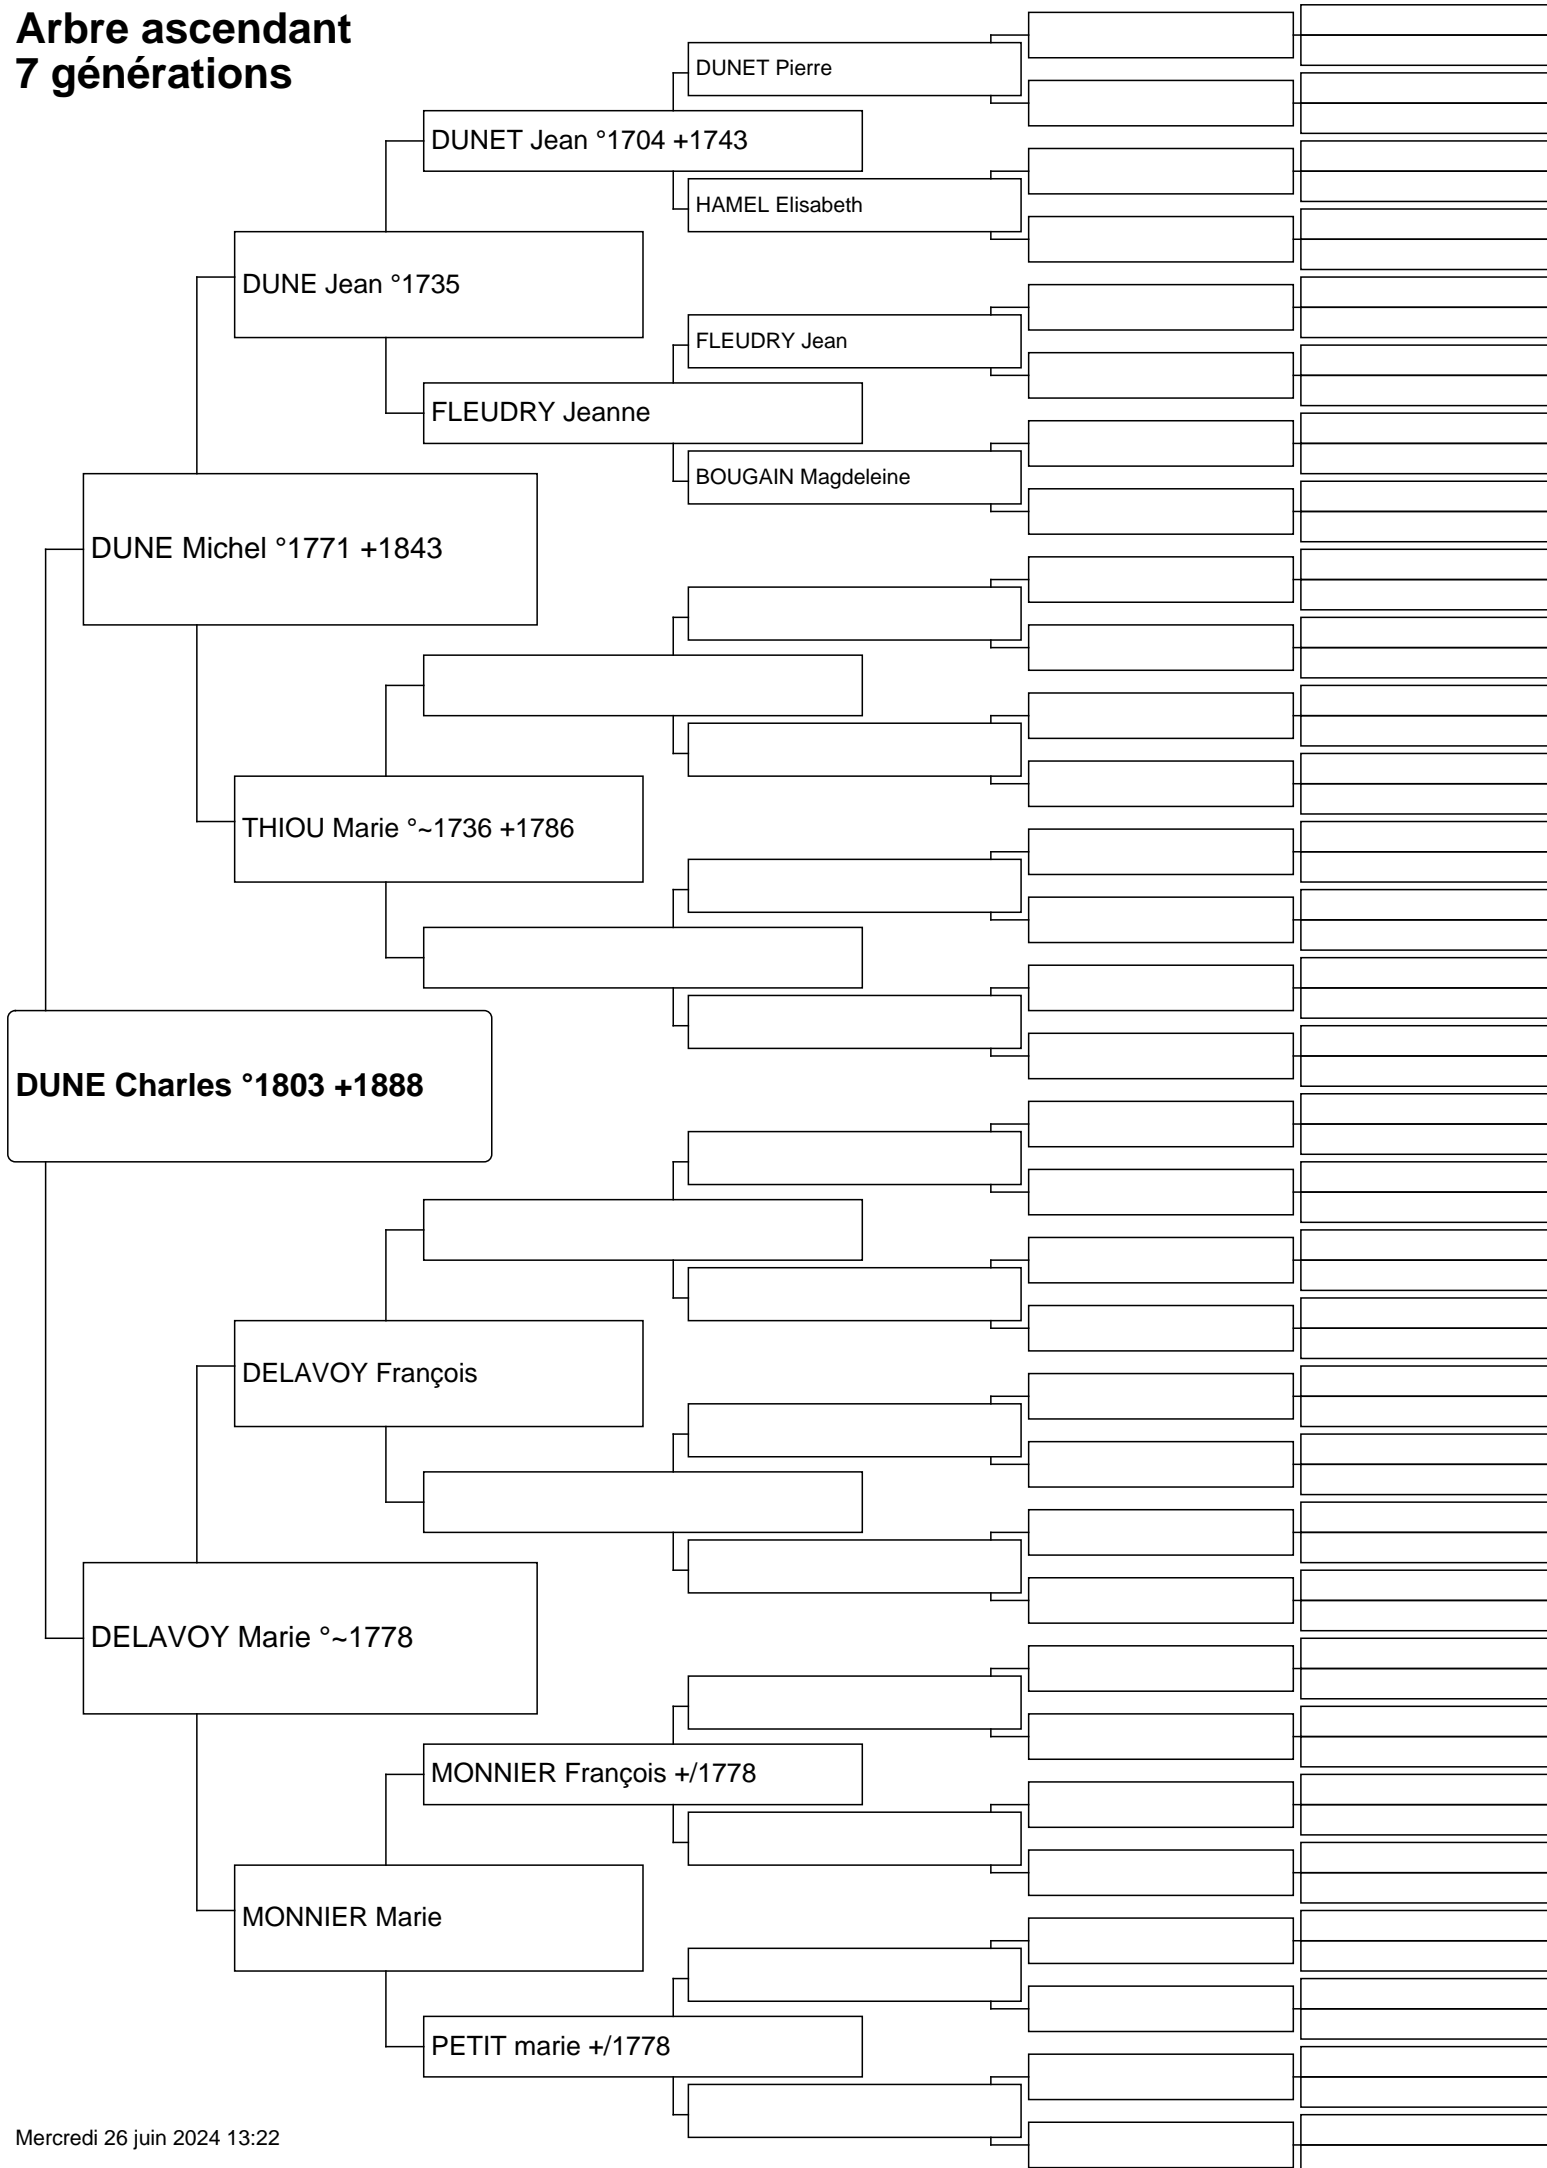 Arbre ascendant
7 générations
DUNET Pierre
DUNET Jean °1704 +1743
HAMEL Elisabeth
DUNE Jean °1735
FLEUDRY Jean
FLEUDRY Jeanne
BOUGAIN Magdeleine
DUNE Michel °1771 +1843
THIOU Marie °~1736 +1786
DUNE Charles °1803 +1888
DELAVOY François
DELAVOY Marie °~1778
MONNIER François +/1778
MONNIER Marie
PETIT marie +/1778
Mercredi 26 juin 2024 13:22